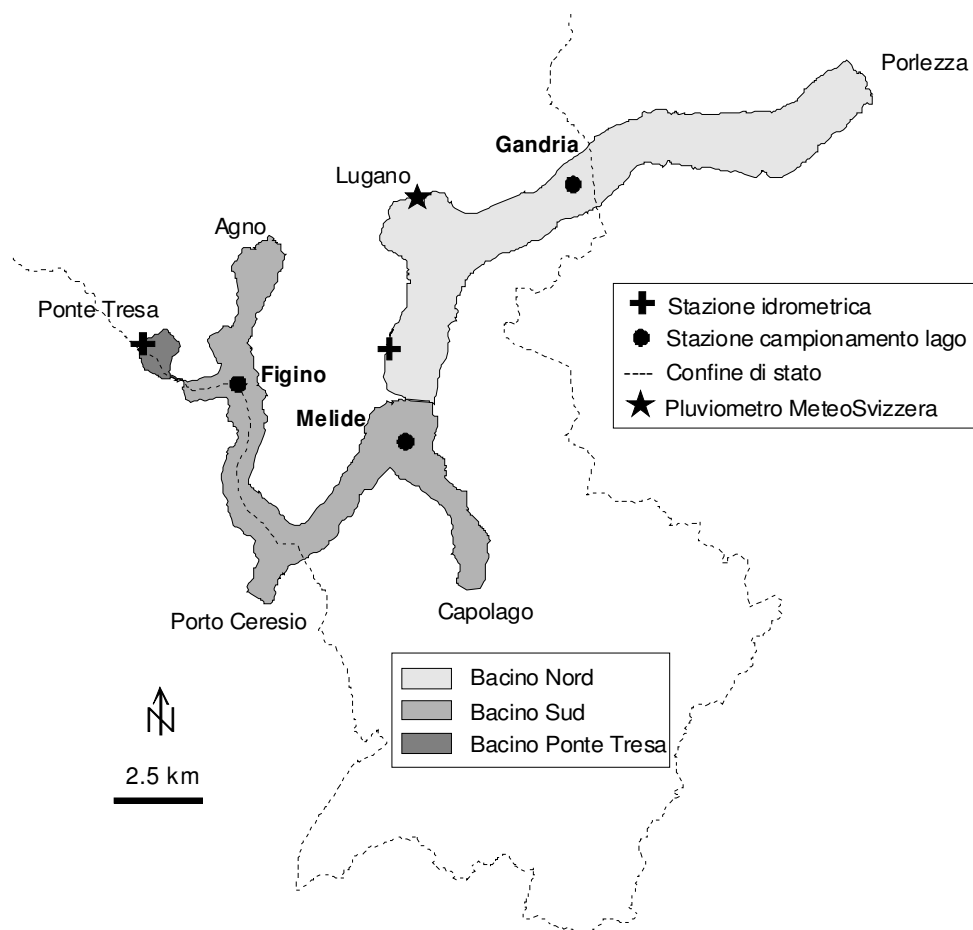 Porlezza
Gandria
Lugano
Agno
Ponte Tresa
Figino
Melide
Porto Ceresio
Capolago
Stazione idrometrica
Stazione campionamento lago
Confine di stato
Pluviometro MeteoSvizzera
Bacino Nord
Bacino Sud
Bacino Ponte Tresa
N
2.5 km